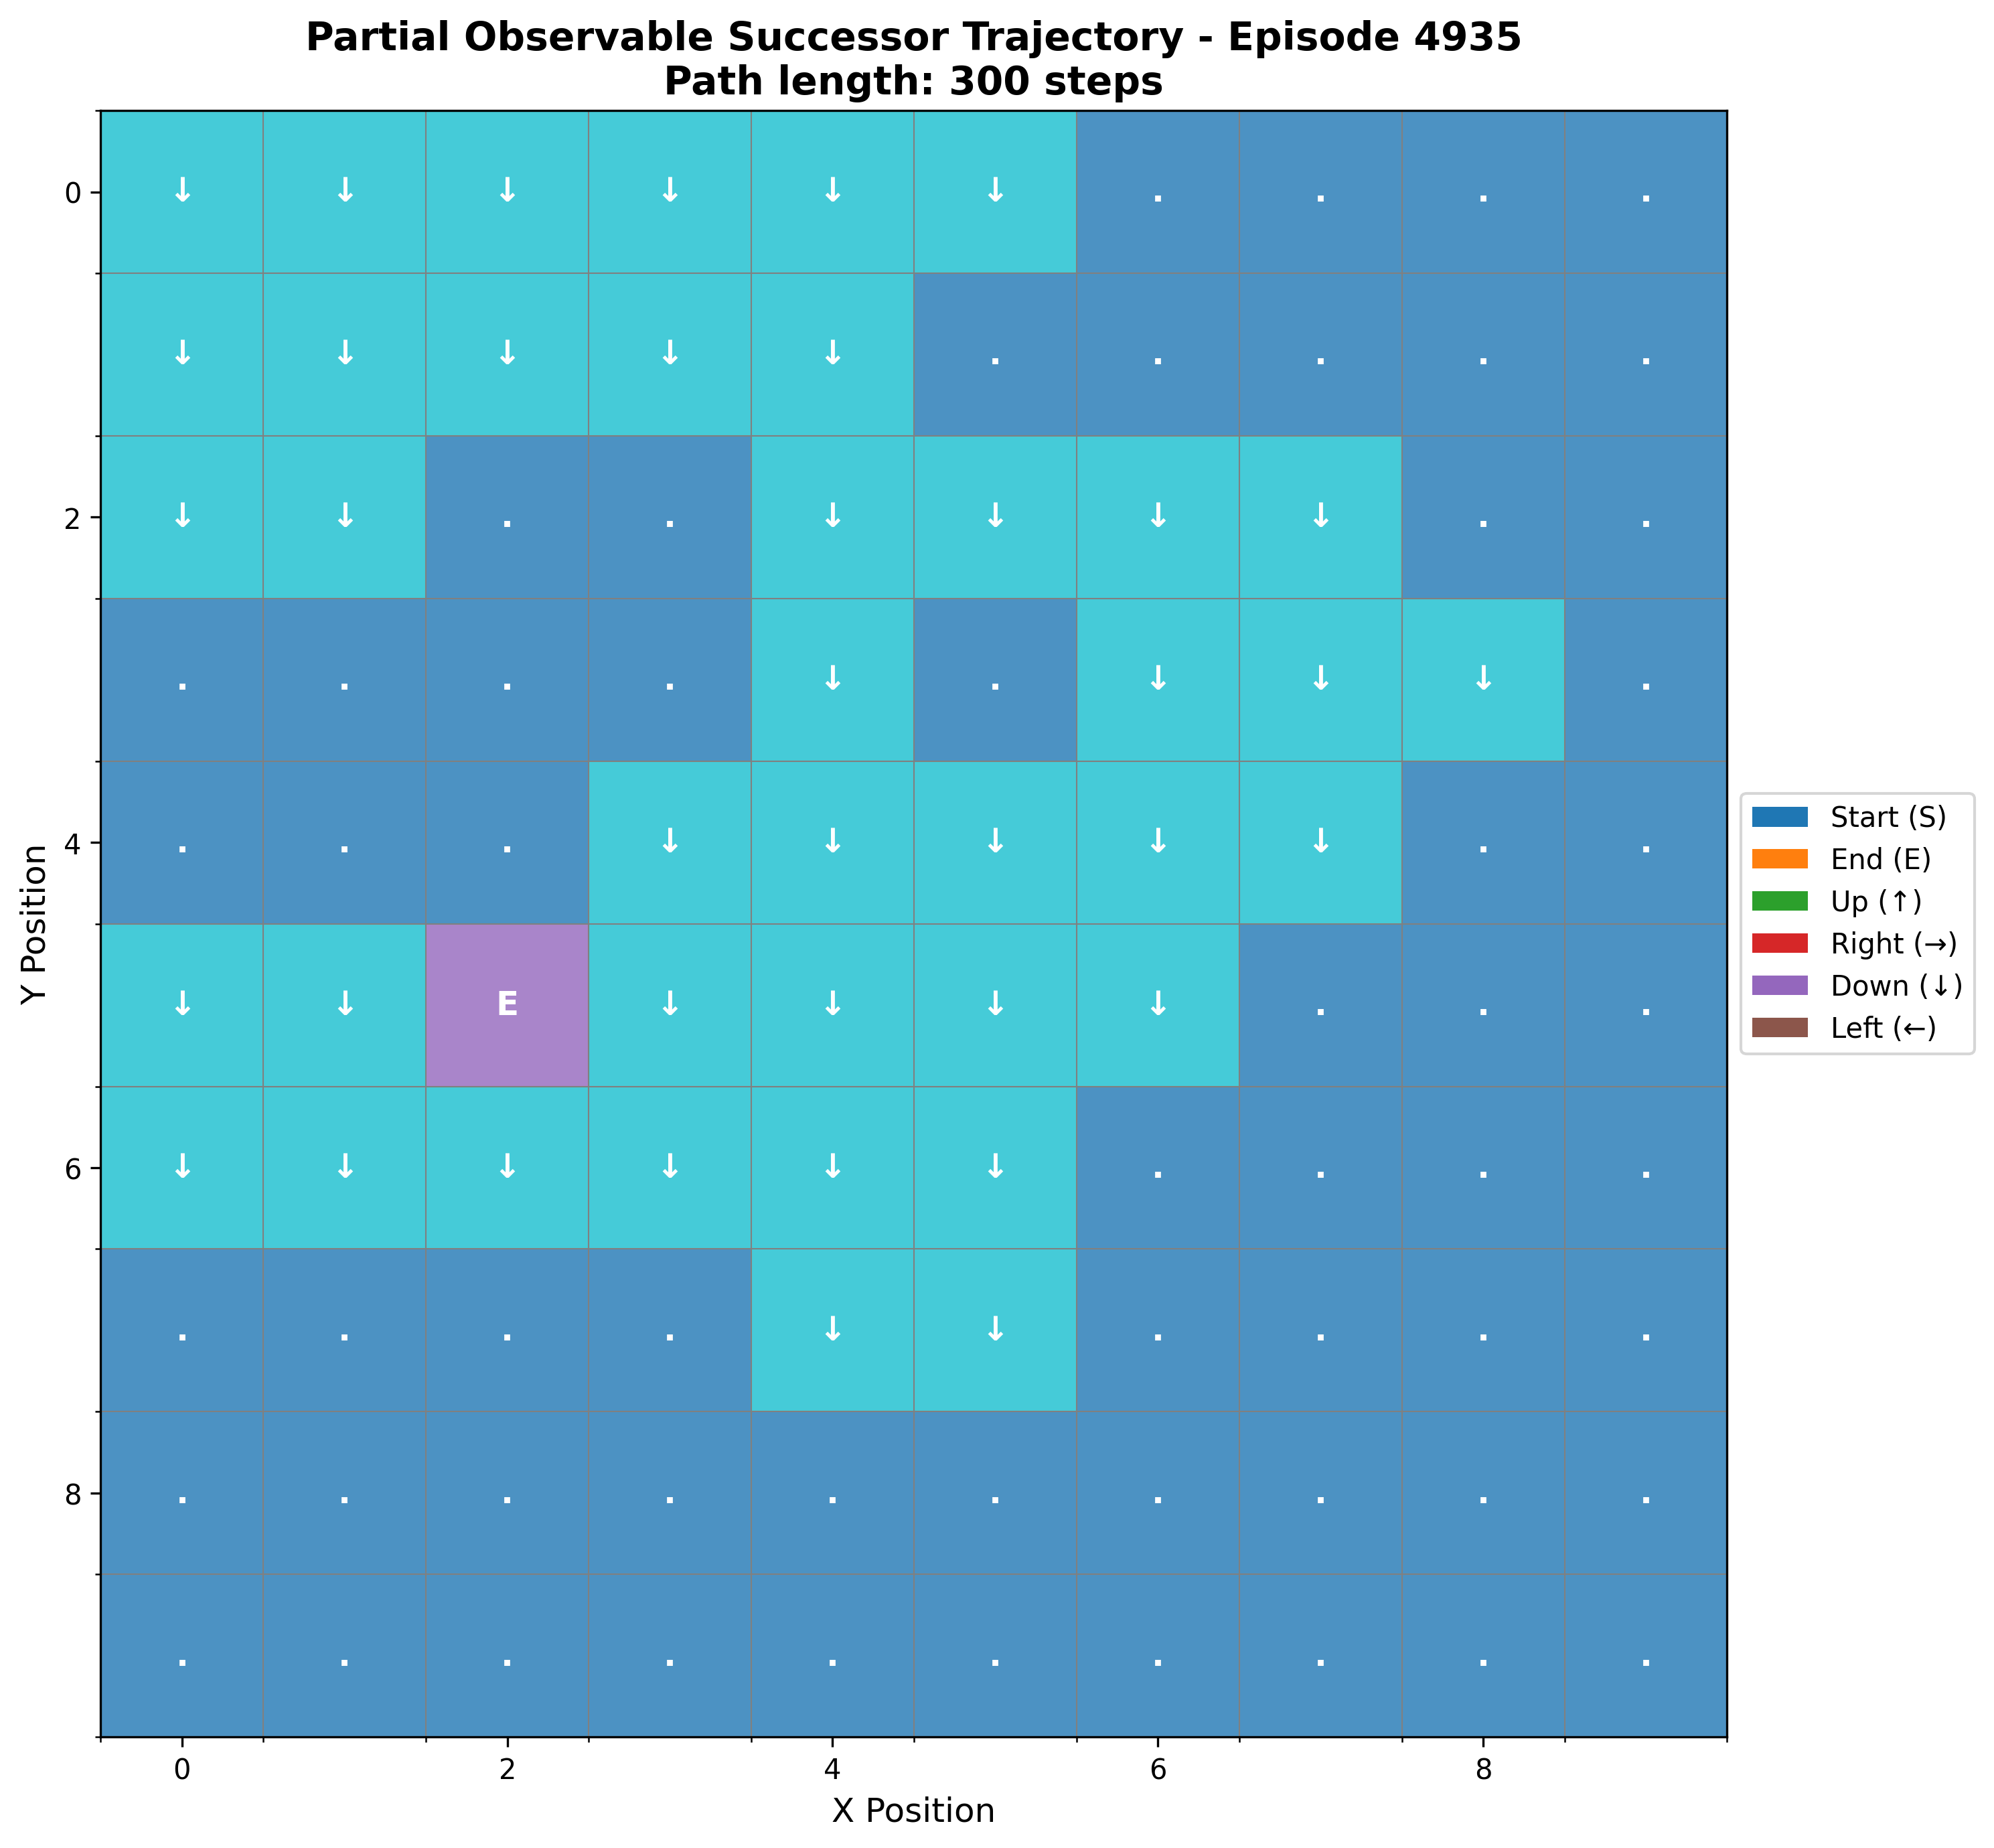 Partial Observable Successor Trajectory - Episode 4935
Path length: 300 steps
0 ↓ ↓ ↓ ↓ ↓ ↓ . . . .
↓ ↓ ↓ ↓ ↓ . . . . .
2 ↓ ↓ . . ↓ ↓ ↓ ↓ . .
. . . . ↓ . ↓ ↓ ↓ .
4 . . . ↓ ↓ ↓ ↓ ↓ . .
↓ ↓ E ↓ ↓ ↓ ↓ . . .
6 ↓ ↓ ↓ ↓ ↓ ↓ . . . .
. . . . ↓ ↓ . . . .
8 . . . . . . . . . .
. . . . . . . . . .
0 2 4 6 8
X Position
Y Position
Start (S)
End (E)
Up (↑)
Right (→)
Down (↓)
Left (←)